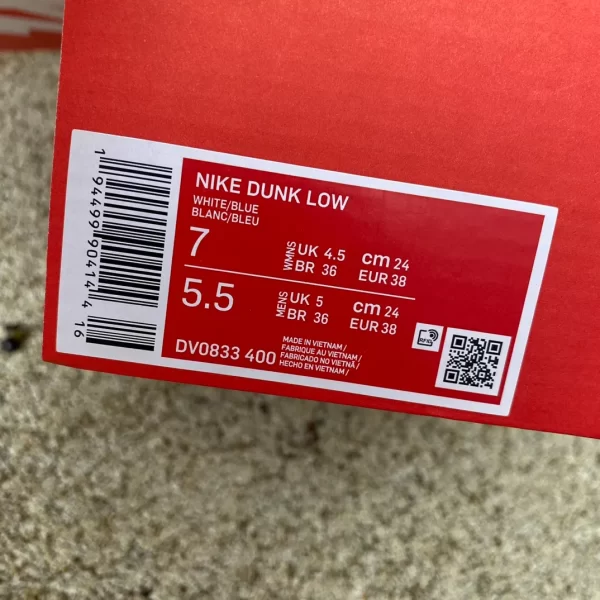 1 94499 90414 4
16
NIKE DUNK LOW
WHITE/BLUE
BLANC/BLEU
7 WMNS UK 4.5 cm 24
BR 36 EUR 38
5.5 MENS UK 5 cm 24
BR 36 EUR 38
DV0833 400
MADE IN VIETNAM /
FABRIQUE AU VIETNAM /
FABRICADO NO VIETNÃ /
HECHO EN VIETNAM /
RFID